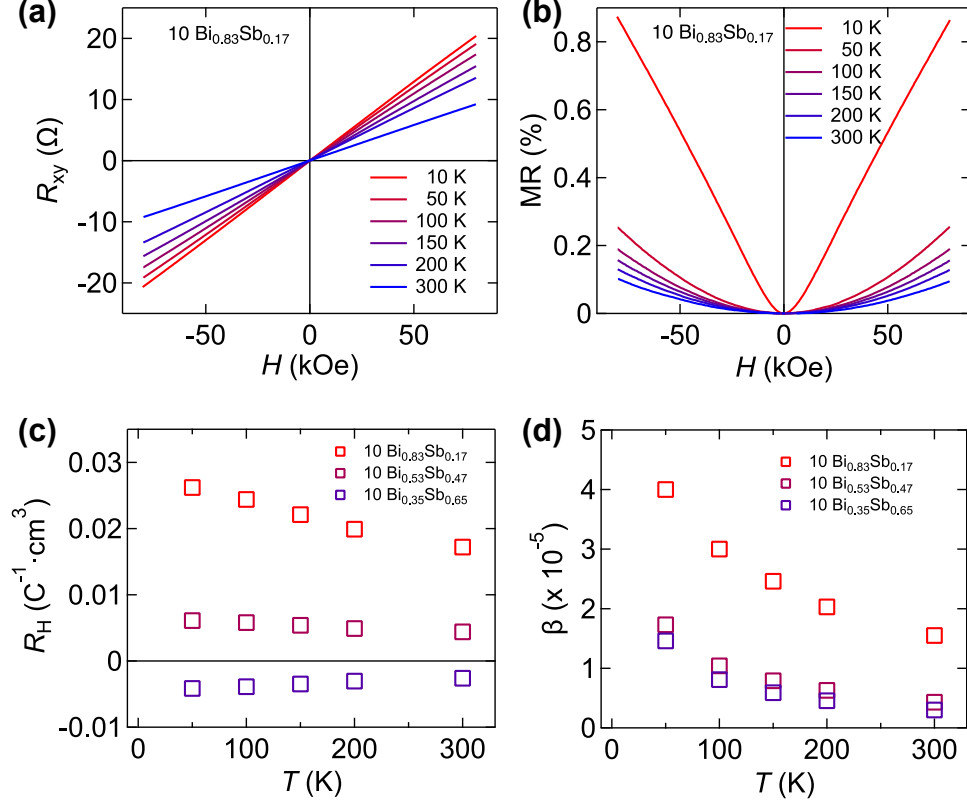 (a)
10 Bi0.83Sb0.17
20
10
0
-10
-20
Rxy (Ω)
10 K
50 K
100 K
150 K
200 K
300 K
-50
0
50
H (kOe)
(b)
10 Bi0.83Sb0.17
0.8
0.6
0.4
0.2
0
MR (%)
10 K
50 K
100 K
150 K
200 K
300 K
-50
0
50
H (kOe)
(c)
0.03
0.02
0.01
0
-0.01
RH (C⁻¹·cm³)
10 Bi0.83Sb0.17
10 Bi0.53Sb0.47
10 Bi0.35Sb0.65
0
100
200
300
T (K)
(d)
5
4
3
2
1
0
β (x 10⁻⁵)
10 Bi0.83Sb0.17
10 Bi0.53Sb0.47
10 Bi0.35Sb0.65
0
100
200
300
T (K)